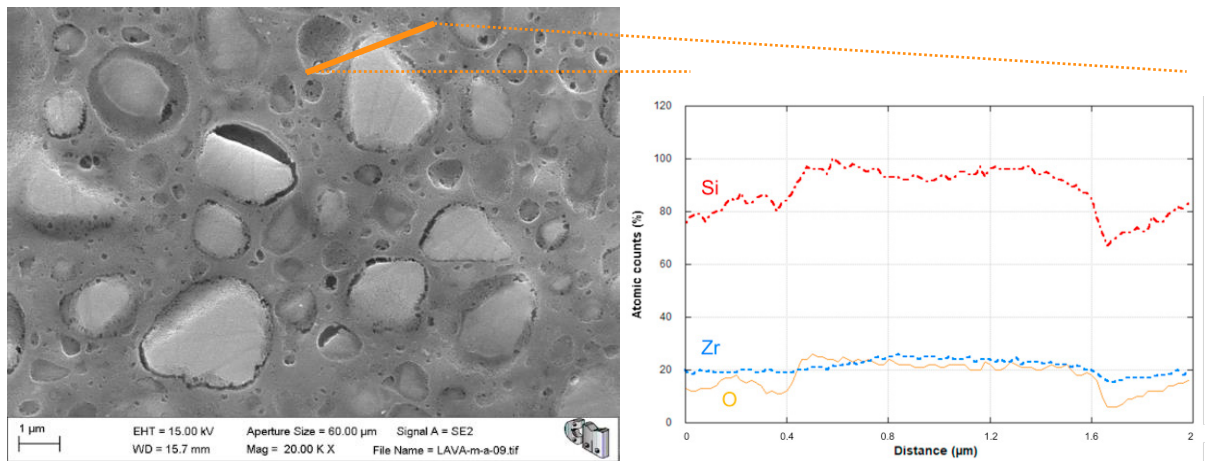 120
100
80
60
40
20
0
Atomic counts (%)
Si
Zr
O
0 0.4 0.8 1.2 1.6 2
Distance (µm)
1 µm
EHT = 15.00 kV Aperture Size = 60.00 µm Signal A = SE2
WD = 15.7 mm Mag = 20.00 K X File Name = LAVA-m-a-09.tif